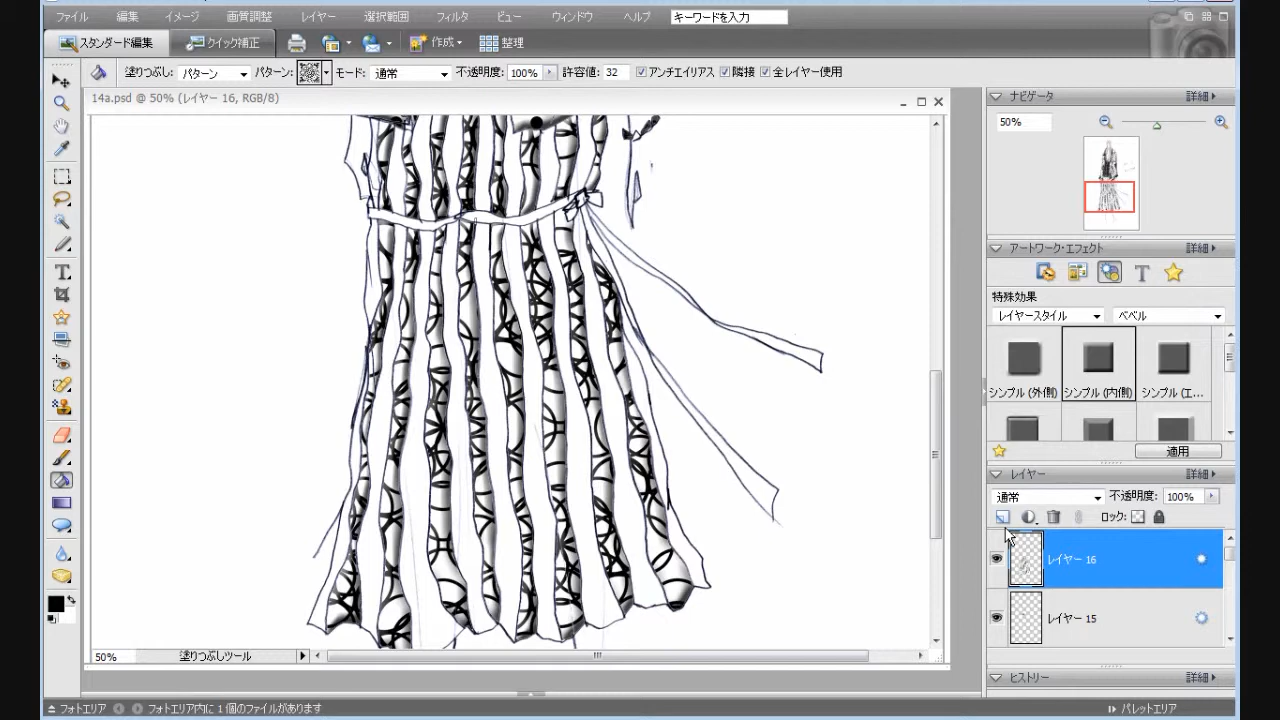 ファイル 編集 イメージ 画質調整 レイヤー 選択範囲 フィルタ ビュー ウィンドウ ヘルプ キーワードを入力
スタンダード編集 クイック補正 作成 整理
塗りつぶし: パターン パターン: モード: 通常 不透明度: 100% 許容値: 32 アンチエイリアス 隣接 全レイヤー使用
14a.psd @ 50% (レイヤー 16, RGB/8)
ナビゲータ 詳細
50%
アートワーク・エフェクト 詳細
特殊効果
レイヤースタイル ベベル
シンプル (外側) シンプル (内側) シンプル (エ...
適用
レイヤー 詳細
通常 不透明度: 100%
ロック:
レイヤー 16
レイヤー 15
50% 塗りつぶしツール
ヒストリー 詳細
フォトエリア フォトエリア内に 1 個のファイルがあります パレットエリア